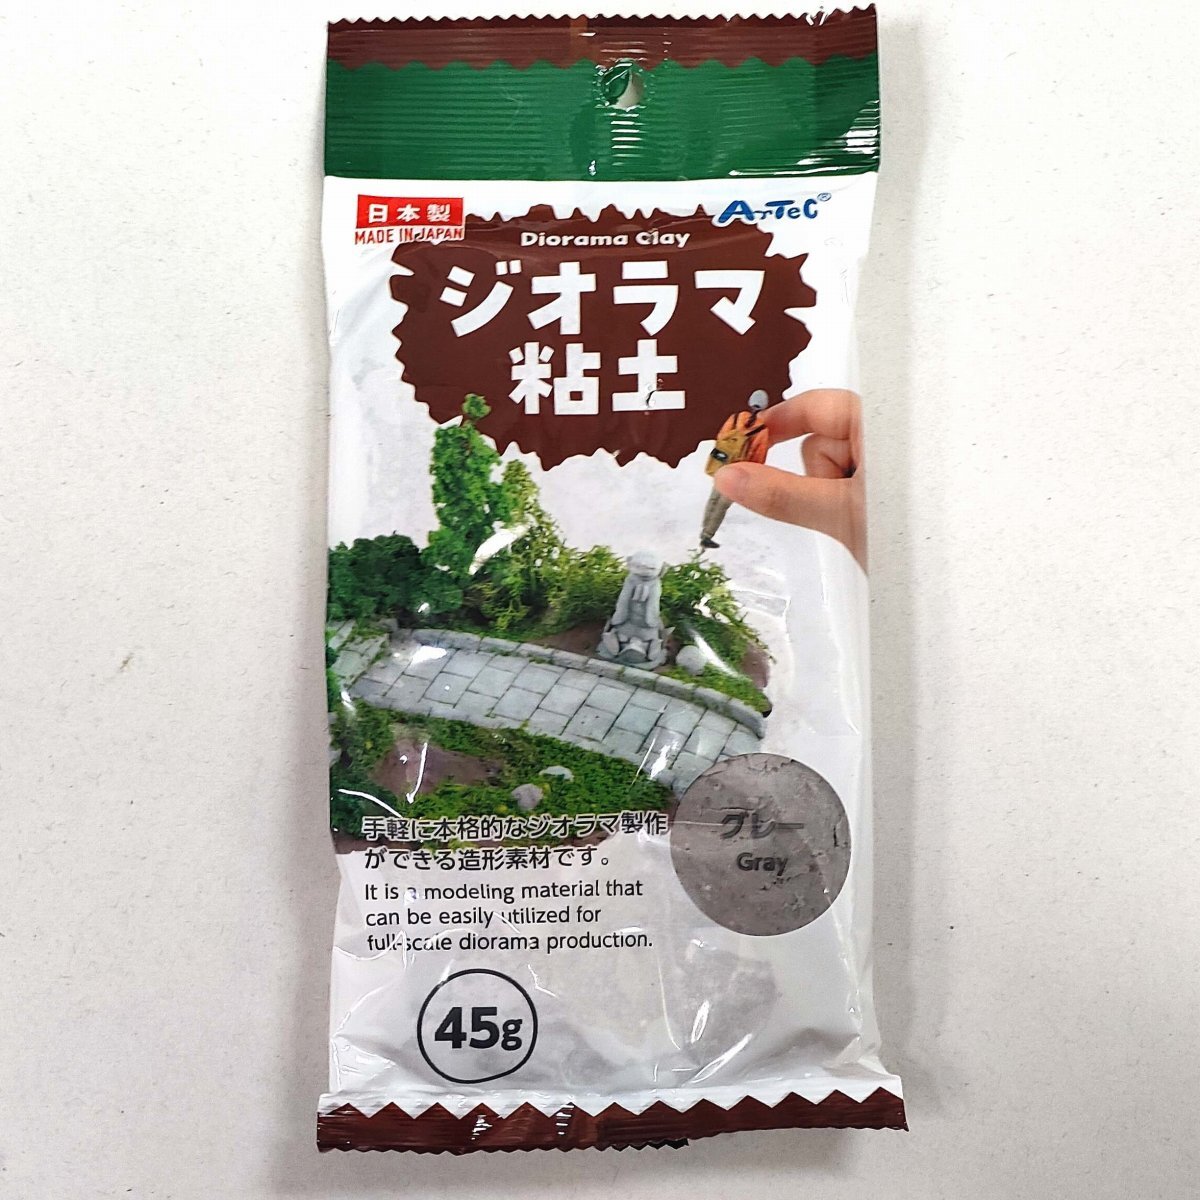 日本製
MADE IN JAPAN
ArTeC®
Diorama Clay
ジオラマ
粘土
手軽に本格的なジオラマ製作
ができる造形素材です。
It is a modeling material that
can be easily utilized for
full-scale diorama production.
グレー
Gray
45g